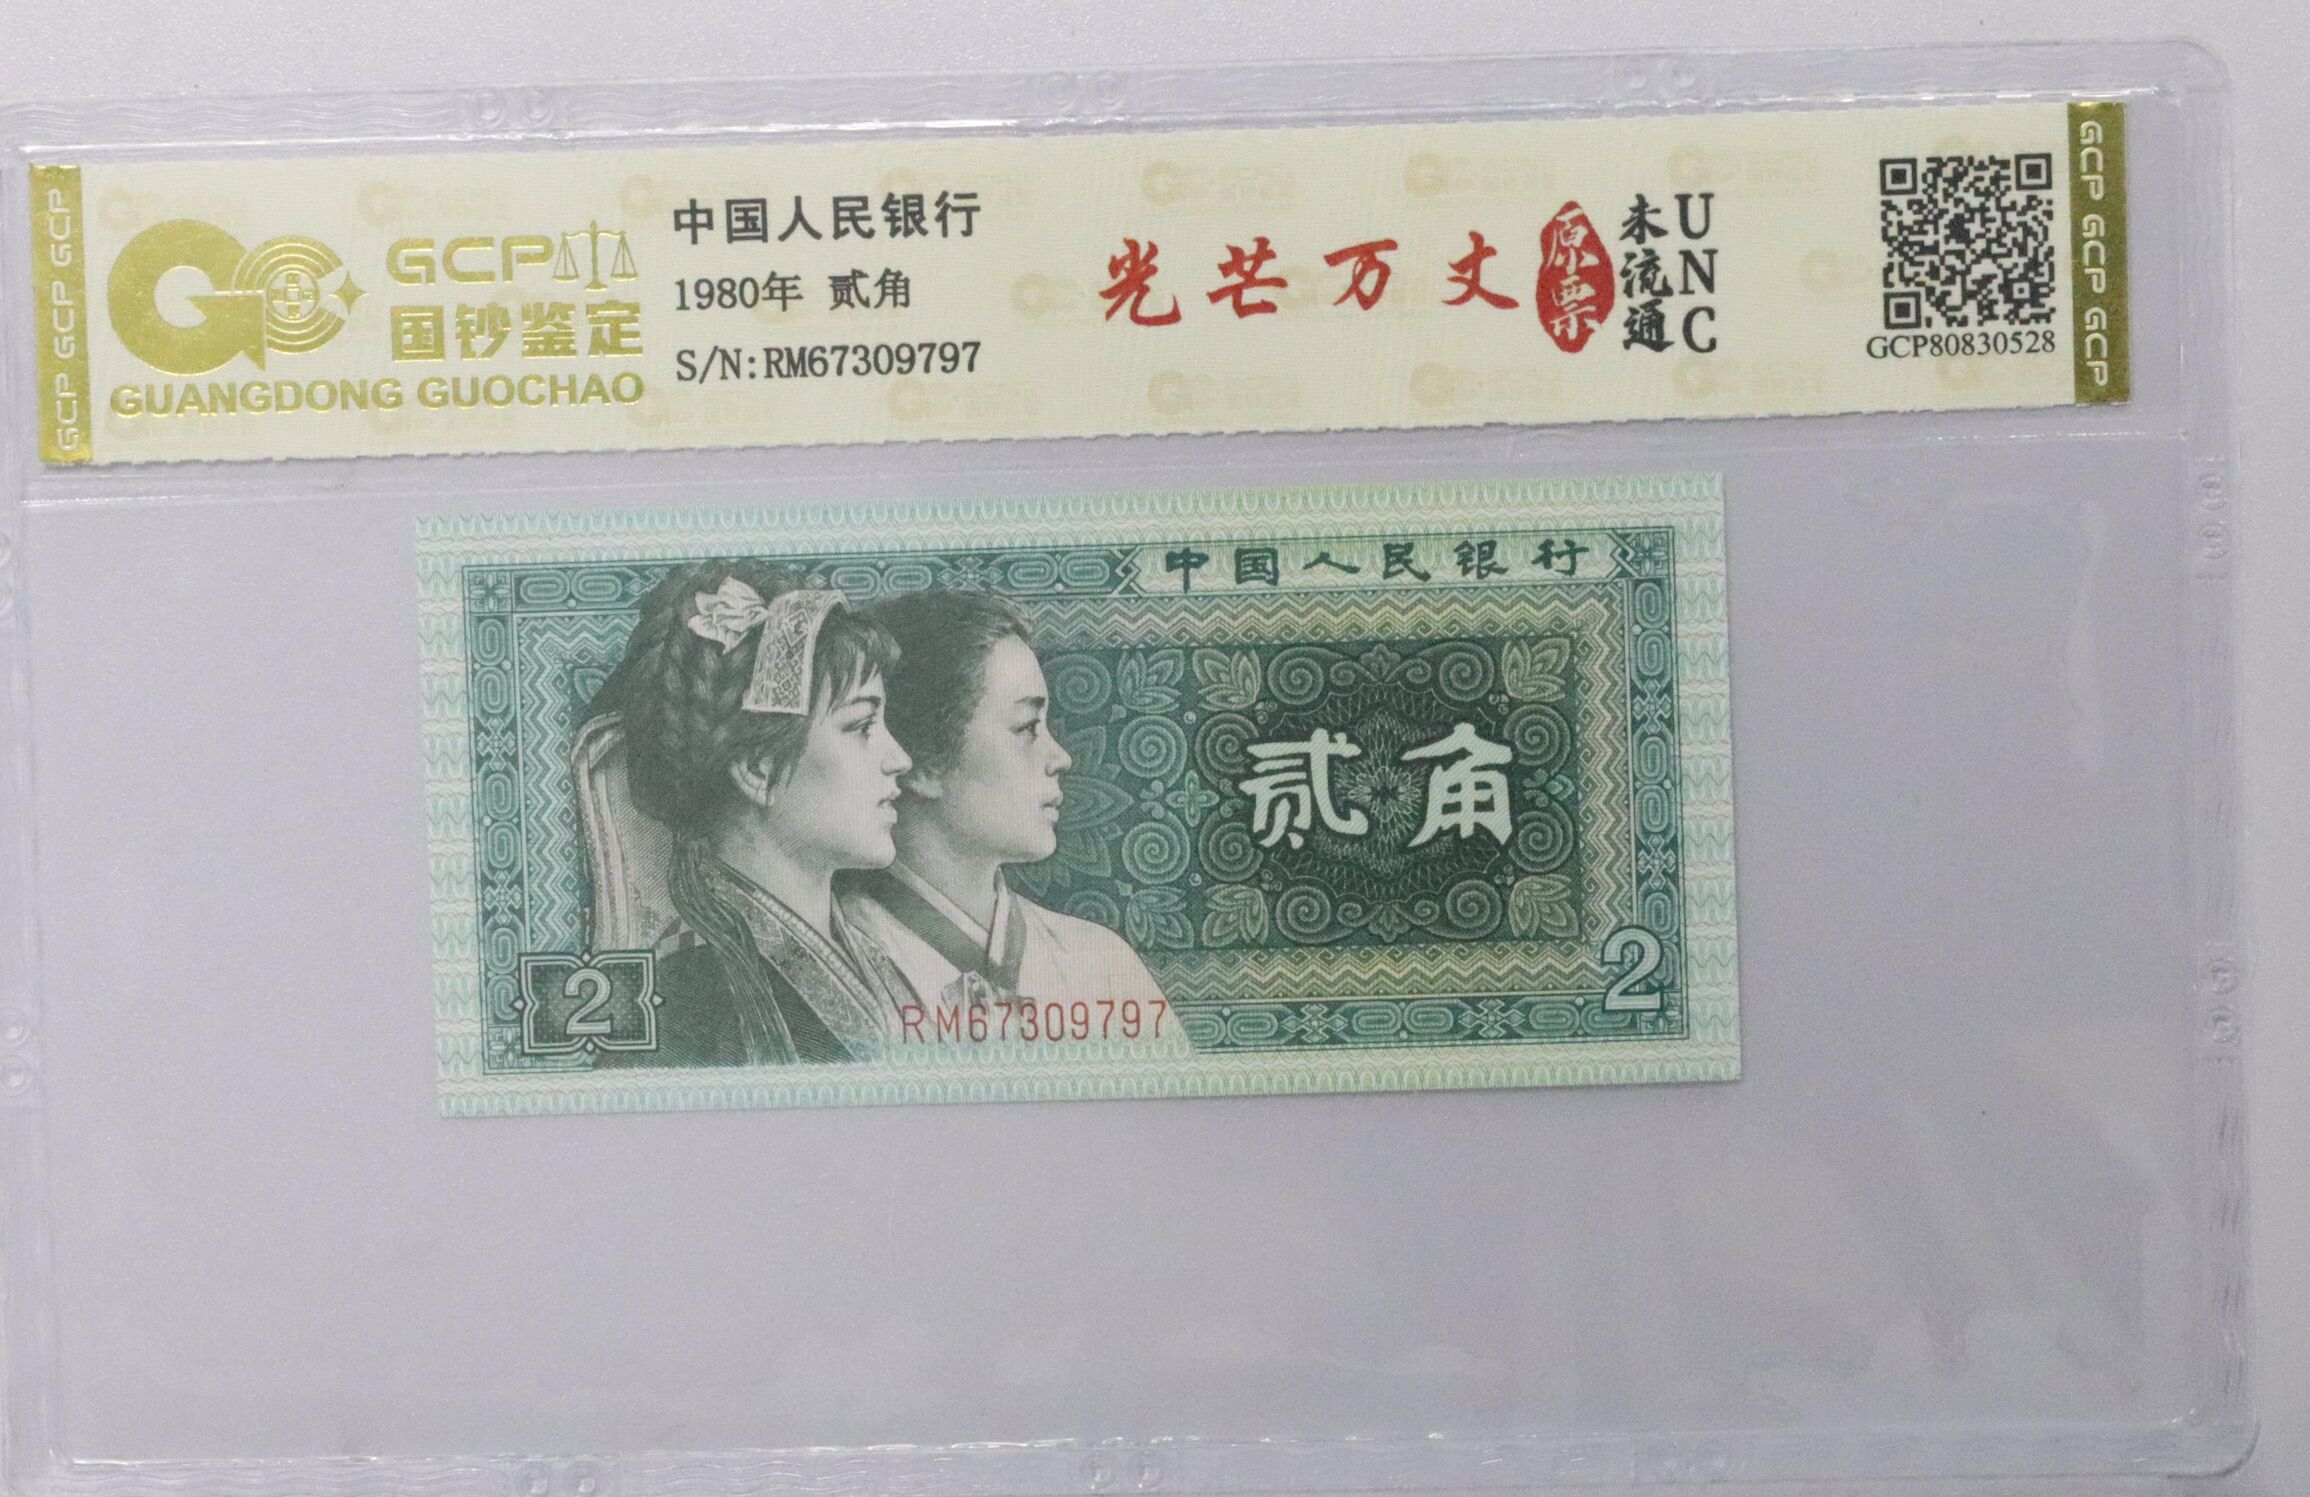 GCP GCP GCP
GCP
国钞鉴定
GUANGDONG GUOCHAO
中国人民银行
1980年 贰角
S/N:RM67309797
光芒万丈
原票
未流通
UNC
GCP80830528
GCP GCP GCP
中国人民银行
贰角
2
2
RM67309797